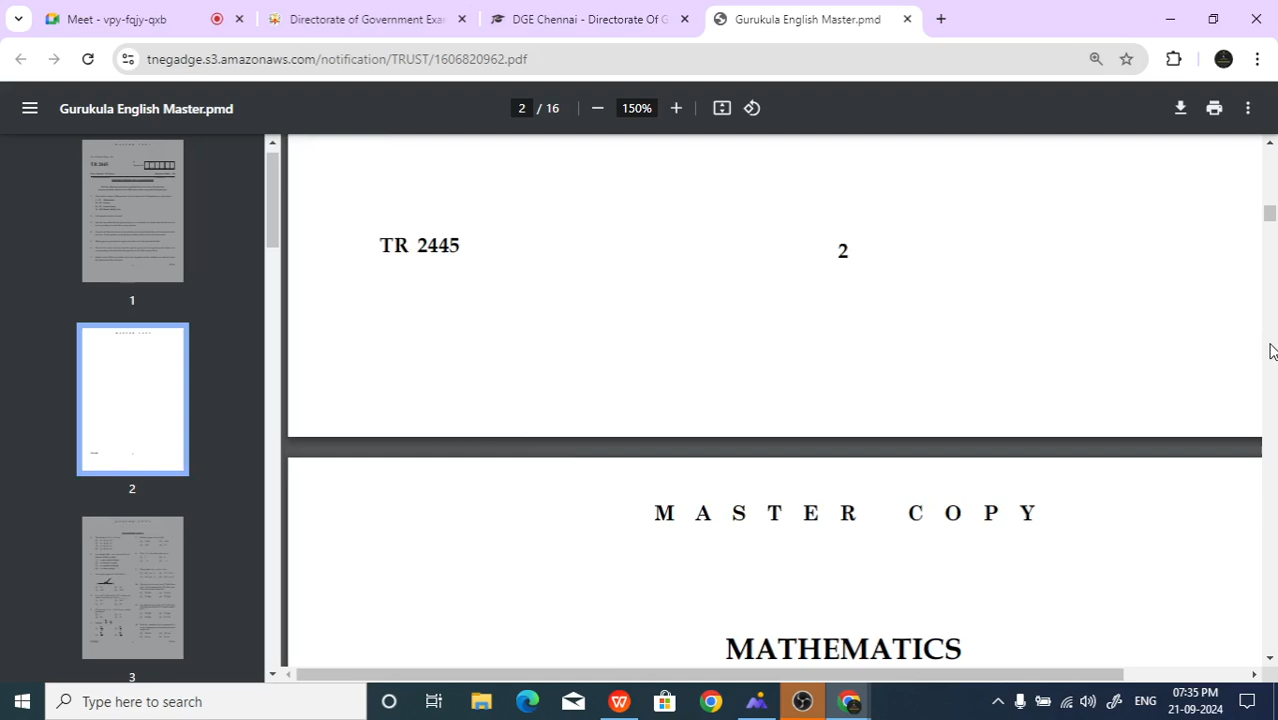 Meet - vpy-fqjy-qxb
Directorate of Government Exa
DGE Chennai - Directorate Of G
Gurukula English Master.pmd
tnegadge.s3.amazonaws.com/notification/TRUST/1606820962.pdf
Gurukula English Master.pmd
2 / 16
150%
1
2
3
TR 2445
2
MASTER COPY
MATHEMATICS
Type here to search
ENG
07:35 PM
21-09-2024